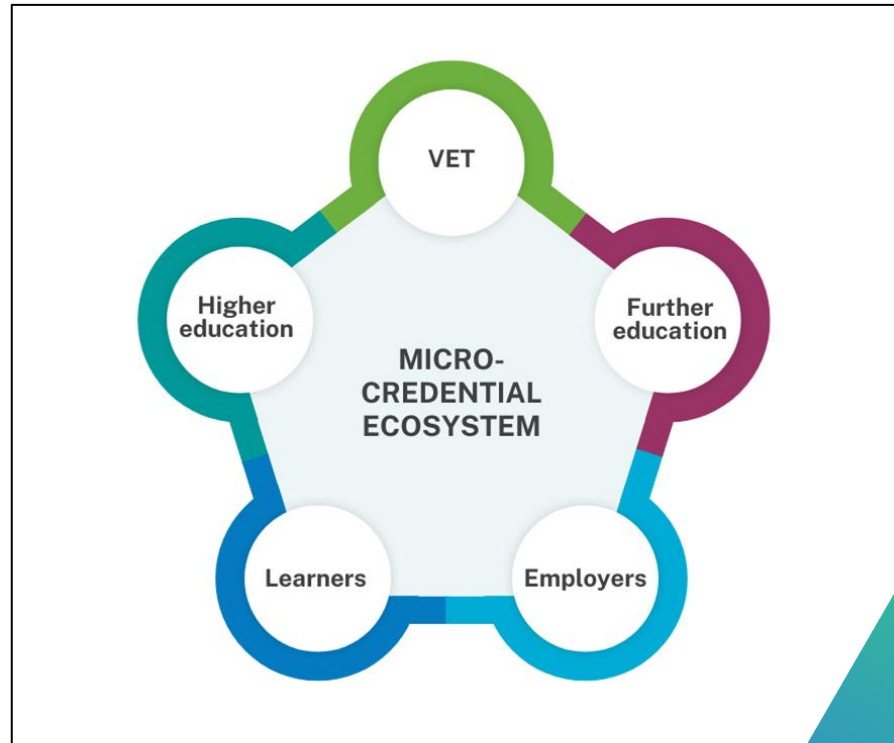 VET
Higher
education
Further
education
MICRO-
CREDENTIAL
ECOSYSTEM
Learners
Employers